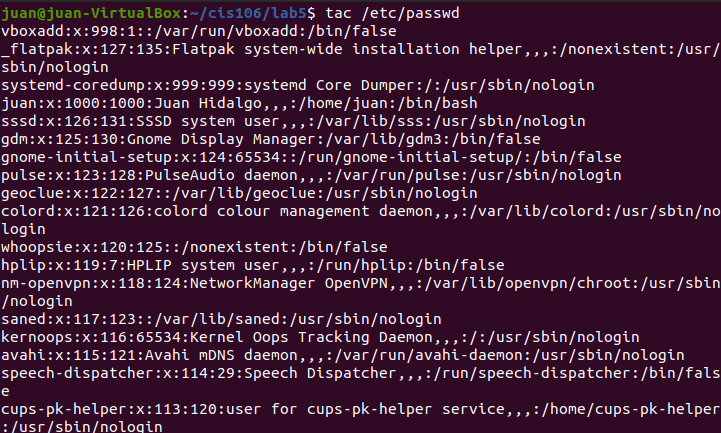 juan@juan-VirtualBox:~/cis106/lab5$ tac /etc/passwd
vboxadd:x:998:1::/var/run/vboxadd:/bin/false
_flatpak:x:127:135:Flatpak system-wide installation helper,,,:/nonexistent:/usr/
sbin/nologin
systemd-coredump:x:999:999:systemd Core Dumper:/:/usr/sbin/nologin
juan:x:1000:1000:Juan Hidalgo,,,:/home/juan:/bin/bash
sssd:x:126:131:SSSD system user,,,:/var/lib/sss:/usr/sbin/nologin
gdm:x:125:130:Gnome Display Manager:/var/lib/gdm3:/bin/false
gnome-initial-setup:x:124:65534::/run/gnome-initial-setup/:/bin/false
pulse:x:123:128:PulseAudio daemon,,,:/var/run/pulse:/usr/sbin/nologin
geoclue:x:122:127::/var/lib/geoclue:/usr/sbin/nologin
colord:x:121:126:colord colour management daemon,,,:/var/lib/colord:/usr/sbin/no
login
whoopsie:x:120:125::/nonexistent:/bin/false
hplip:x:119:7:HPLIP system user,,,:/run/hplip:/bin/false
nm-openvpn:x:118:124:NetworkManager OpenVPN,,,:/var/lib/openvpn/chroot:/usr/sbin
/nologin
saned:x:117:123::/var/lib/saned:/usr/sbin/nologin
kernoops:x:116:65534:Kernel Oops Tracking Daemon,,,:/:/usr/sbin/nologin
avahi:x:115:121:Avahi mDNS daemon,,,:/var/run/avahi-daemon:/usr/sbin/nologin
speech-dispatcher:x:114:29:Speech Dispatcher,,,:/run/speech-dispatcher:/bin/fals
e
cups-pk-helper:x:113:120:user for cups-pk-helper service,,,:/home/cups-pk-helper
:/usr/sbin/nologin